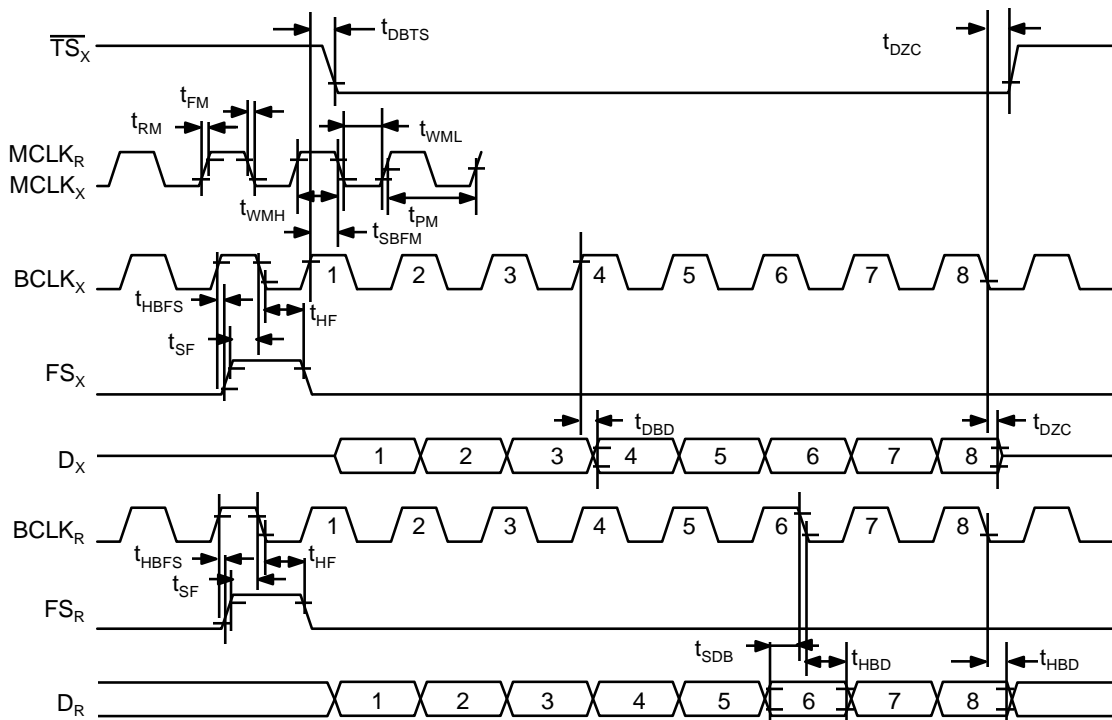 t_DBTS
T̅S̅_X
t_DZC
t_FM
t_RM
t_WML
MCLK_R
MCLK_X
t_WMH
t_PM
t_SBFM
BCLK_X 1 2 3 4 5 6 7 8
t_HBFS
t_HF
t_SF
FS_X
t_DBD
t_DZC
D_X 1 2 3 4 5 6 7 8
BCLK_R 1 2 3 4 5 6 7 8
t_HBFS
t_HF
t_SF
FS_R
t_SDB
t_HBD
t_HBD
D_R 1 2 3 4 5 6 7 8